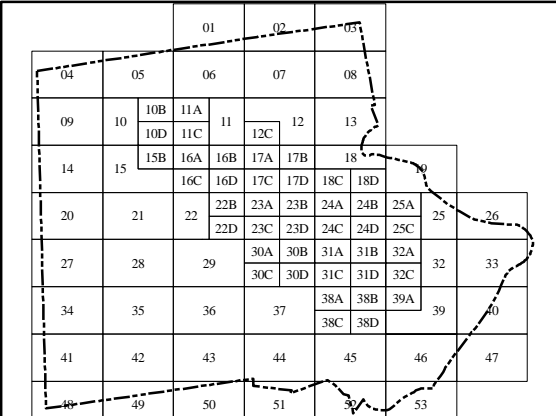 01 02 03
04 05 06 07 08
10B 11A
09 10 11 12 13
10D 11C 12C
15B 16A 16B 17A 17B 18
14 15 19
16C 16D 17C 17D 18C 18D
22B 23A 23B 24A 24B 25A
20 21 22 25 26
22D 23C 23D 24C 24D 25C
30A 30B 31A 31B 32A
27 28 29 32 33
30C 30D 31C 31D 32C
38A 38B 39A
34 35 36 37 39 40
38C 38D
41 42 43 44 45 46 47
48 49 50 51 52 53